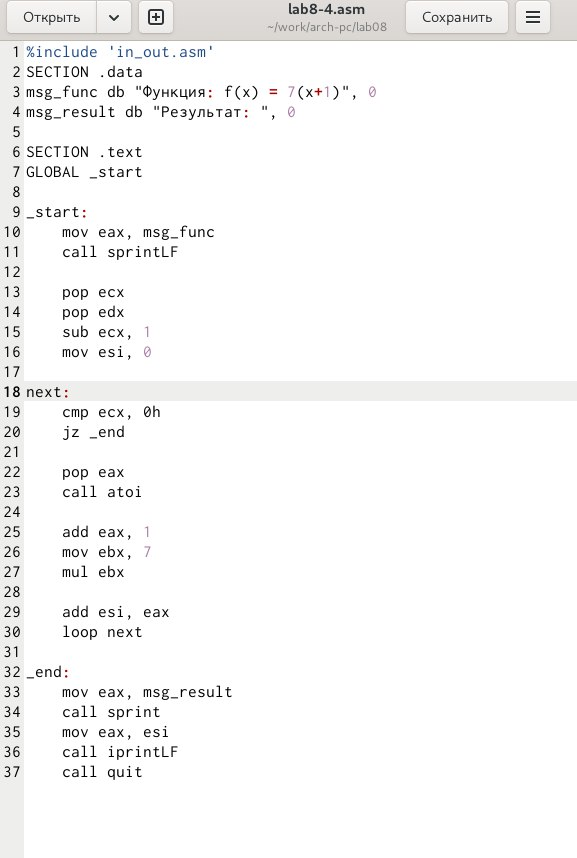 Открыть
lab8-4.asm
~/work/arch-pc/lab08
Сохранить
1 %include 'in_out.asm'
2 SECTION .data
3 msg_func db "Функция: f(x) = 7(x+1)", 0
4 msg_result db "Результат: ", 0
5
6 SECTION .text
7 GLOBAL _start
8
9 _start:
10     mov eax, msg_func
11     call sprintLF
12
13     pop ecx
14     pop edx
15     sub ecx, 1
16     mov esi, 0
17
18 next:
19     cmp ecx, 0h
20     jz _end
21
22     pop eax
23     call atoi
24
25     add eax, 1
26     mov ebx, 7
27     mul ebx
28
29     add esi, eax
30     loop next
31
32 _end:
33     mov eax, msg_result
34     call sprint
35     mov eax, esi
36     call iprintLF
37     call quit